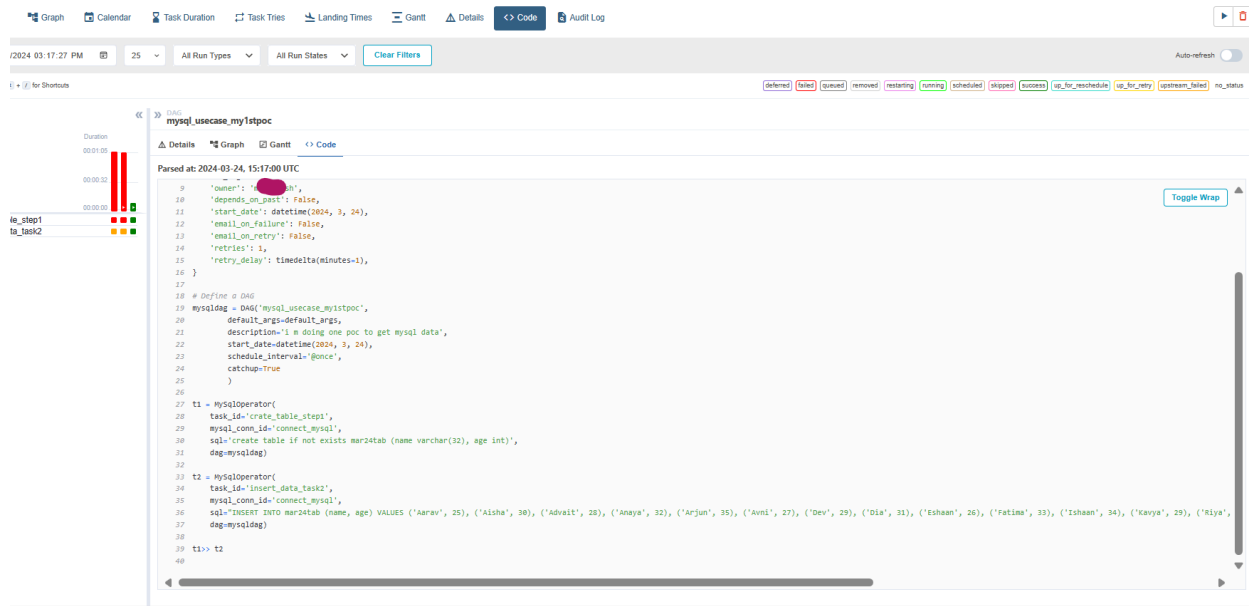 Graph Calendar Task Duration Task Tries Landing Times Gantt Details <> Code Audit Log
/2024 03:17:27 PM 25 All Run Types All Run States Clear Filters Auto-refresh
+ / for Shortcuts
deferred failed queued removed restarting running scheduled skipped success up_for_reschedule up_for_retry upstream_failed no_status
DAG
mysql_usecase_my1stpoc
Duration
00:01:05
00:00:32
00:00:00
le_step1
ta_task2
Details Graph Gantt <> Code
Parsed at: 2024-03-24, 15:17:00 UTC
Toggle Wrap
9 'owner': 'm sh',
10 'depends_on_past': False,
11 'start_date': datetime(2024, 3, 24),
12 'email_on_failure': False,
13 'email_on_retry': False,
14 'retries': 1,
15 'retry_delay': timedelta(minutes=1),
16 }
17
18 # Define a DAG
19 mysqldag = DAG('mysql_usecase_my1stpoc',
20 default_args=default_args,
21 description='i m doing one poc to get mysql data',
22 start_date=datetime(2024, 3, 24),
23 schedule_interval='@once',
24 catchup=True
25 )
26
27 t1 = MySqlOperator(
28 task_id='crate_table_step1',
29 mysql_conn_id='connect_mysql',
30 sql='create table if not exists mar24tab (name varchar(32), age int)',
31 dag=mysqldag)
32
33 t2 = MySqlOperator(
34 task_id='insert_data_task2',
35 mysql_conn_id='connect_mysql',
36 sql="INSERT INTO mar24tab (name, age) VALUES ('Aarav', 25), ('Aisha', 30), ('Advait', 28), ('Anaya', 32), ('Arjun', 35), ('Avni', 27), ('Dev', 29), ('Dia', 31), ('Eshaan', 26), ('Fatima', 33), ('Ishaan', 34), ('Kavya', 29), ('Riya',
37 dag=mysqldag)
38
39 t1>> t2
40